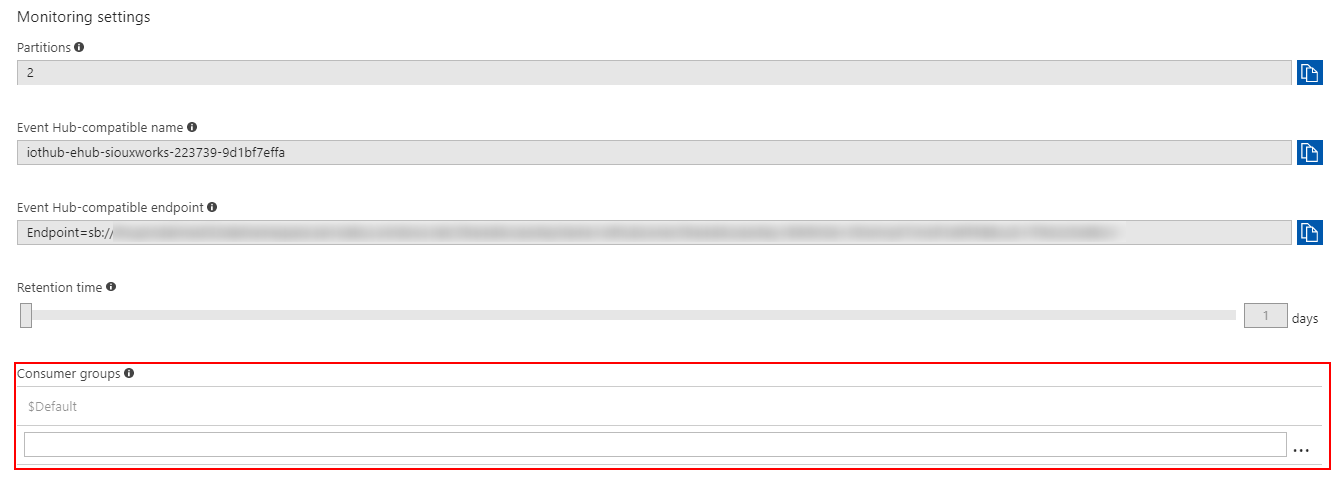 Monitoring settings
Partitions
2
Event Hub-compatible name
iothub-ehub-siouxworks-223739-9d1bf7effa
Event Hub-compatible endpoint
Endpoint=sb://
Retention time
1 days
Consumer groups
$Default
...